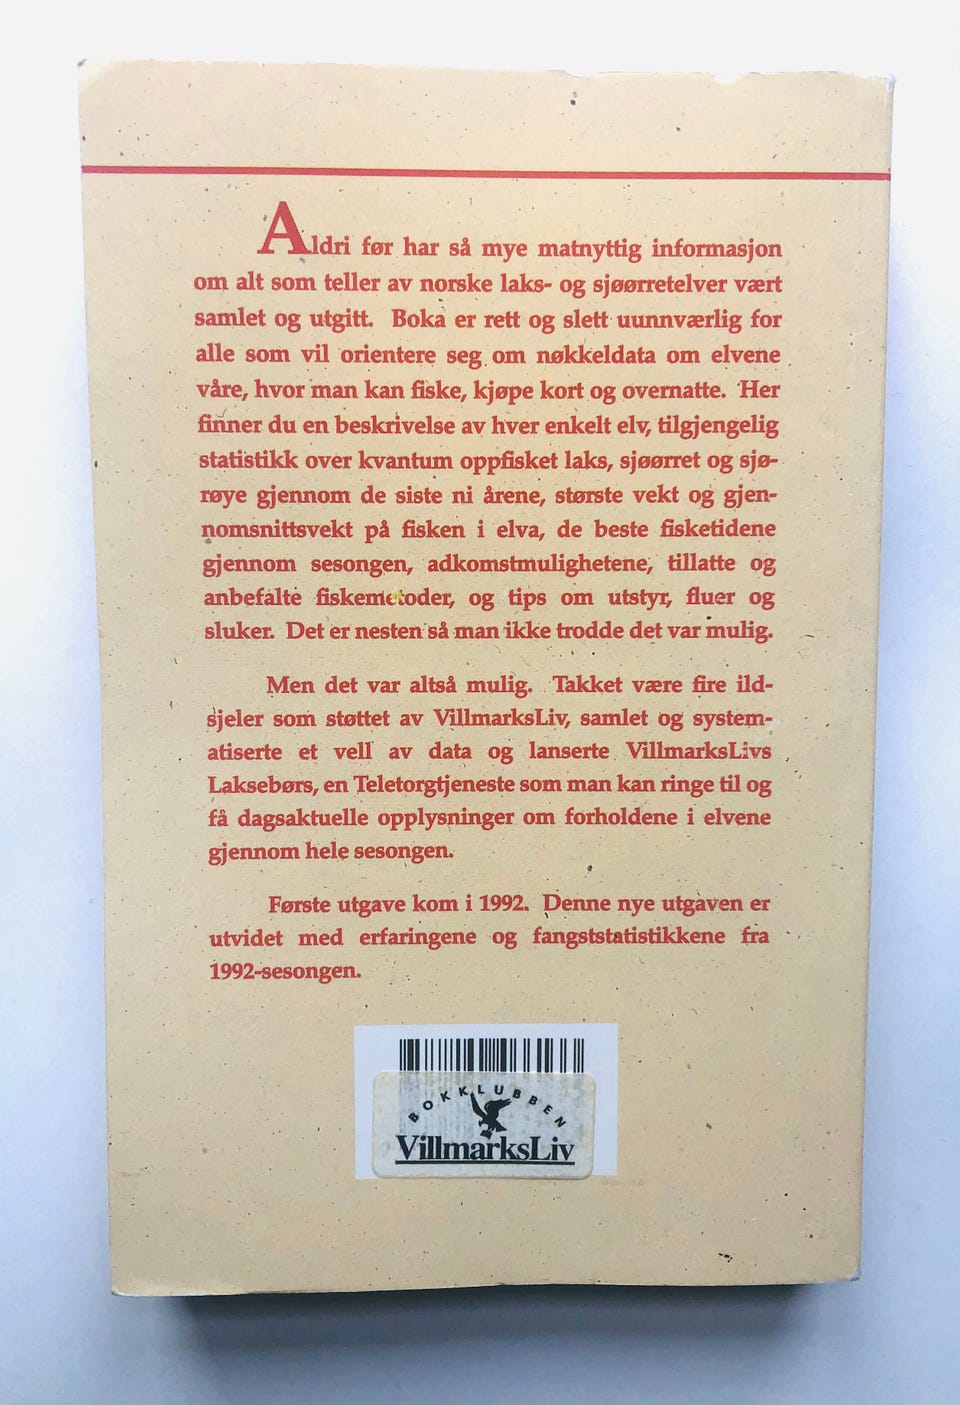 Aldri før har så mye matnyttig informasjon
om alt som teller av norske laks- og sjøørretelver vært
samlet og utgitt. Boka er rett og slett uunnværlig for
alle som vil orientere seg om nøkkeldata om elvene
våre, hvor man kan fiske, kjøpe kort og overnatte. Her
finner du en beskrivelse av hver enkelt elv, tilgjengelig
statistikk over kvantum oppfisket laks, sjøørret og sjø-
røye gjennom de siste ni årene, største vekt og gjen-
nomsnittsvekt på fisken i elva, de beste fisketidene
gjennom sesongen, adkomstmulighetene, tillatte og
anbefalte fiskemetoder, og tips om utstyr, fluer og
sluker. Det er nesten så man ikke trodde det var mulig.
Men det var altså mulig. Takket være fire ild-
sjeler som støttet av VillmarksLiv, samlet og system-
atiserte et vell av data og lanserte VillmarksLivs
Laksebørs, en Teletorgtjeneste som man kan ringe til og
få dagsaktuelle opplysninger om forholdene i elvene
gjennom hele sesongen.
Første utgave kom i 1992. Denne nye utgaven er
utvidet med erfaringene og fangststatistikkene fra
1992-sesongen.
BOKKLUBBEN
VillmarksLiv